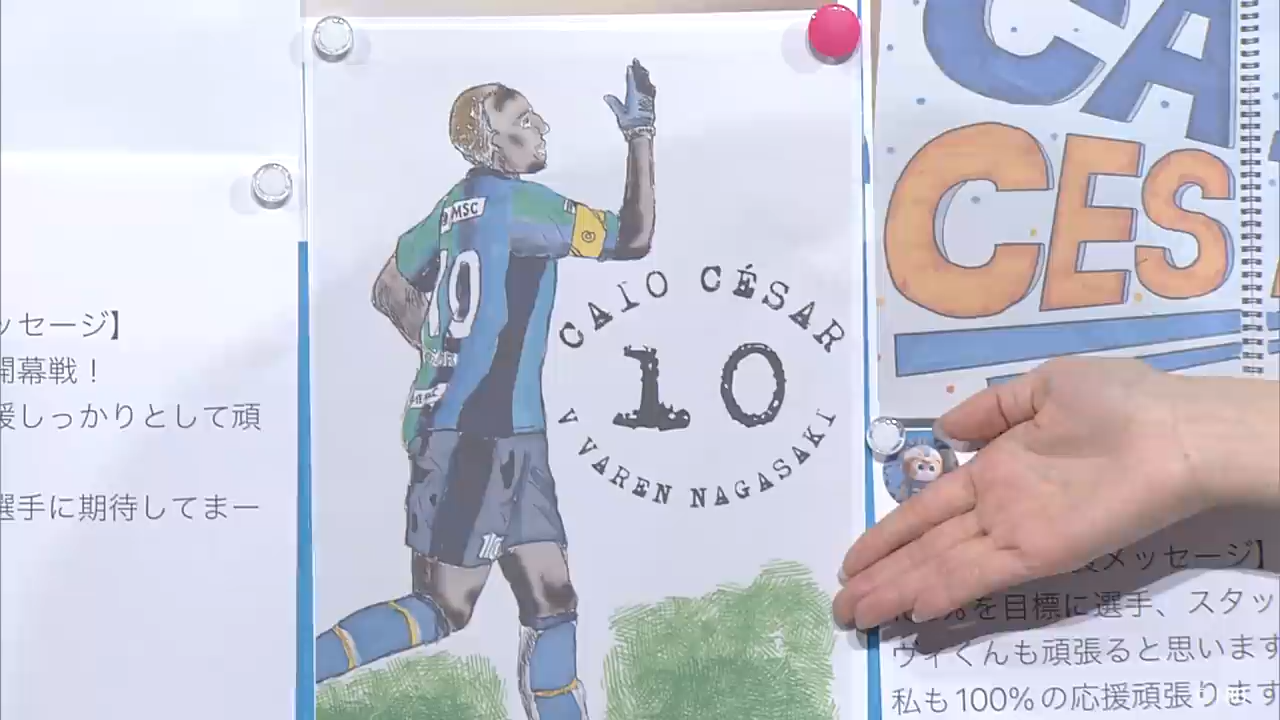 ッセージ】
開幕戦！
援しっかりとして頑
選手に期待してまー
MSC
10
CAIO CÉSAR
10
V VAREN NAGASAKI
CA
CES
メッセージ】
を目標に選手、スタッ
ヴィくんも頑張ると思います
私も100%の応援頑張ります